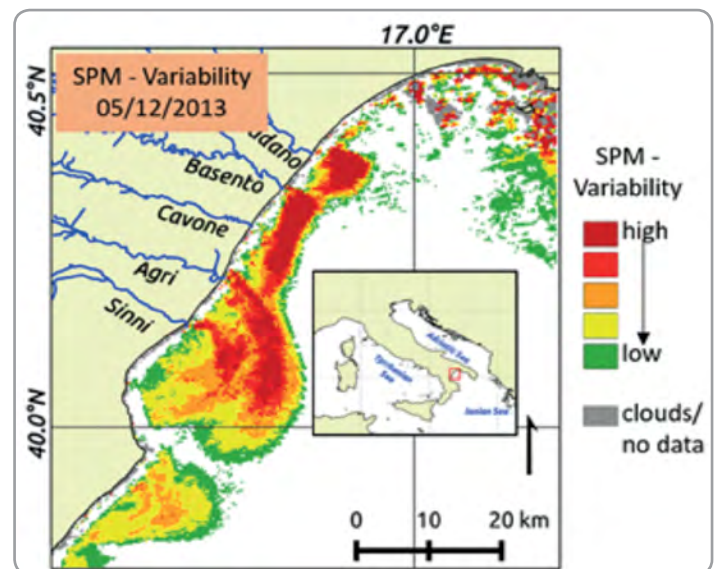 17.0°E
40.5°N
SPM - Variability
05/12/2013
Basento
Cavone
Agri
Sinni
40.0°N
Adriatic Sea
Tyrrhenian
Sea
Ionian Sea
SPM -
Variability
high
low
clouds/
no data
0 10 20 km